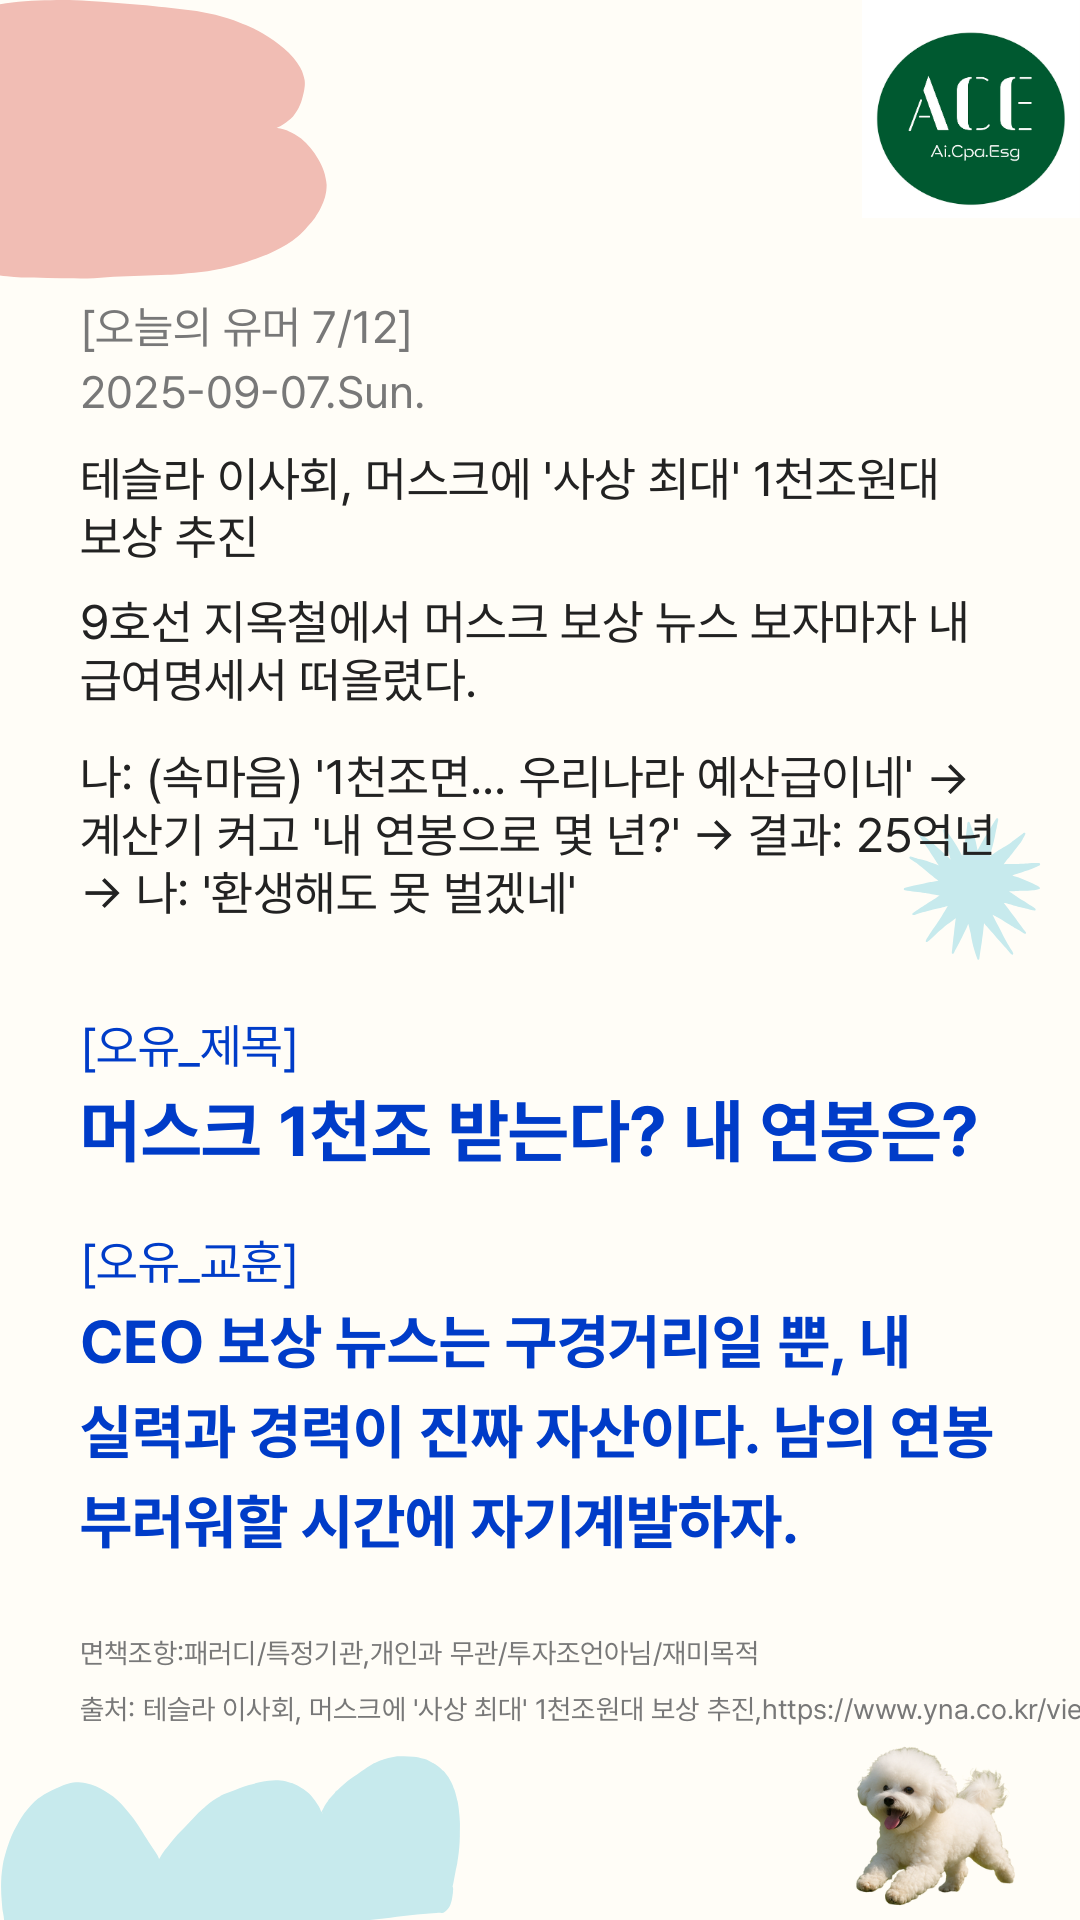 ACE
Ai.Cpa.Esg
[오늘의 유머 7/12]
2025-09-07.Sun.
테슬라 이사회, 머스크에 '사상 최대' 1천조원대
보상 추진
9호선 지옥철에서 머스크 보상 뉴스 보자마자 내
급여명세서 떠올렸다.
나: (속마음) '1천조면... 우리나라 예산급이네' →
계산기 켜고 '내 연봉으로 몇 년?' → 결과: 25억년
→ 나: '환생해도 못 벌겠네'
[오유_제목]
머스크 1천조 받는다? 내 연봉은?
[오유_교훈]
CEO 보상 뉴스는 구경거리일 뿐, 내
실력과 경력이 진짜 자산이다. 남의 연봉
부러워할 시간에 자기계발하자.
면책조항:패러디/특정기관,개인과 무관/투자조언아님/재미목적
출처: 테슬라 이사회, 머스크에 '사상 최대' 1천조원대 보상 추진,https://www.yna.co.kr/vie